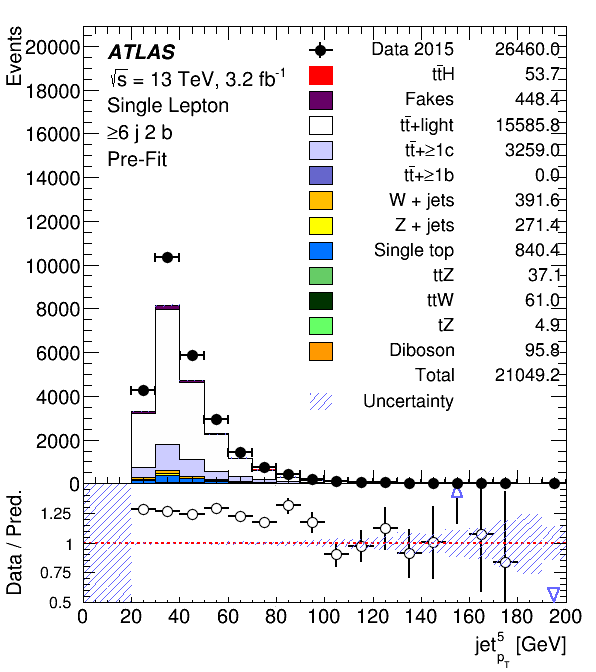 Events
20000
18000
16000
14000
12000
10000
8000
6000
4000
2000
0
ATLAS
√s = 13 TeV, 3.2 fb-1
Single Lepton
≥6 j 2 b
Pre-Fit
Data 2015 26460.0
tt̄H 53.7
Fakes 448.4
tt̄+light 15585.8
tt̄+≥1c 3259.0
tt̄+≥1b 0.0
W + jets 391.6
Z + jets 271.4
Single top 840.4
ttZ 37.1
ttW 61.0
tZ 4.9
Diboson 95.8
Total 21049.2
Uncertainty
Data / Pred.
1.25
1
0.75
0.5
0 20 40 60 80 100 120 140 160 180 200
jet5pT [GeV]